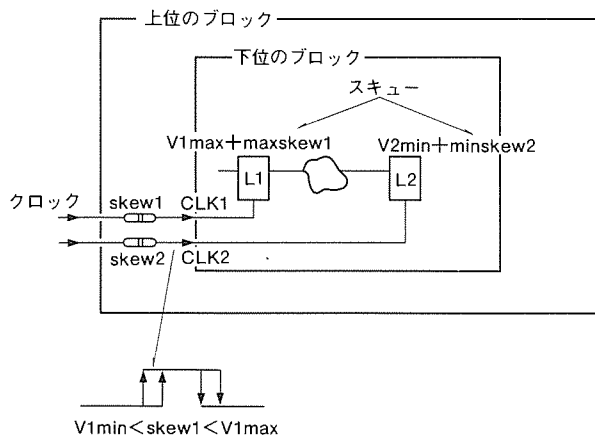 上位のブロック
下位のブロック
スキュー
V1max＋maxskew1
V2min＋minskew2
L1
L2
クロック
skew1
CLK1
skew2
CLK2
V1min＜skew1＜V1max